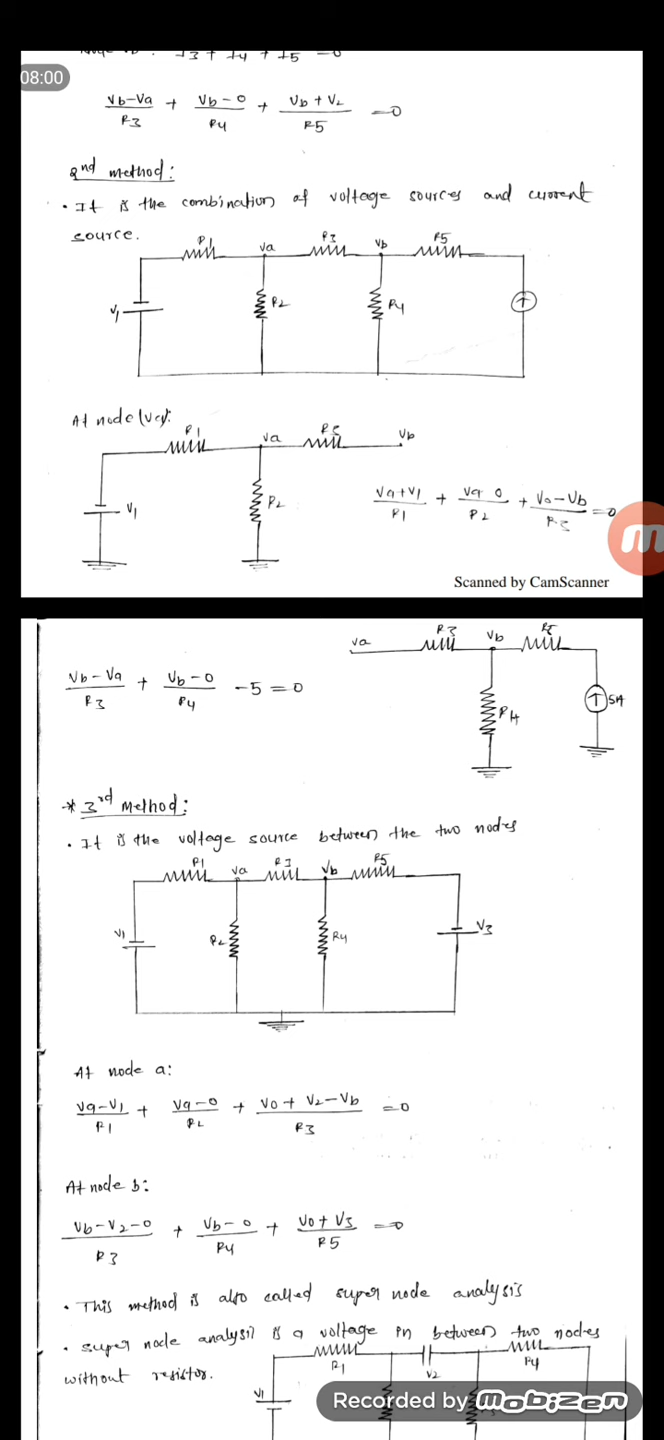 08:00
Vb-Va/R3 + Vb-0/R4 + Vb+V2/R5 =0
2nd method:
• It is the combination of voltage sources and current
source.
R1 Va R3 Vb R5
V1 R2 R4
At node (Va):
R1 Va R3 Vb
V1 R2
Va+V1/R1 + Va-0/R2 + Va-Vb/R3 =0
Scanned by CamScanner
Va R3 Vb R5
Vb-Va/R3 + Vb-0/R4 -5 =0
R4 5A
* 3rd Method:
• It is the voltage source between the two nodes
R1 Va R3 Vb R5
V1 R2 R4 V3
At node a:
Va-V1/R1 + Va-0/R2 + Va+V2-Vb/R3 =0
At node b:
Vb-V2-0/R3 + Vb-0/R4 + Vo+V3/R5 =0
• This method is also called super node analysis
• super node analysis is a voltage in between two nodes
without resistor.
R1 V2 R4
V1
Recorded by mobizen